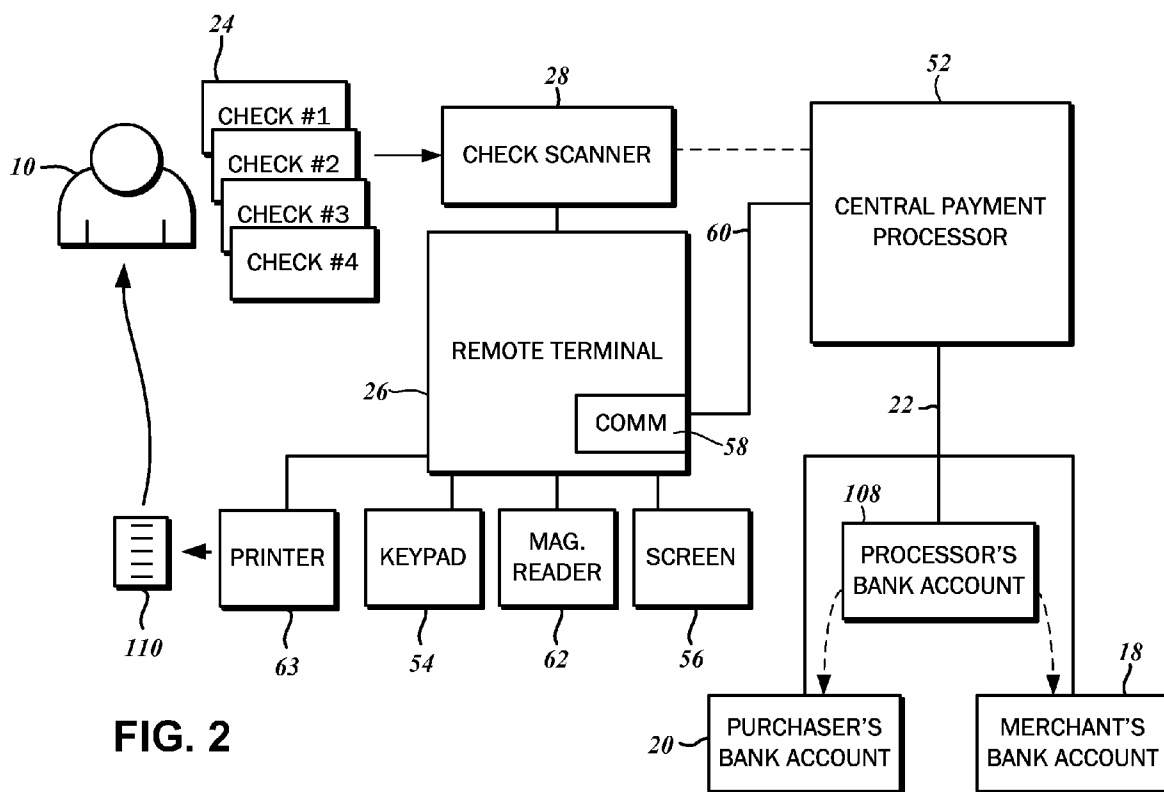 24
CHECK #1
CHECK #2
CHECK #3
CHECK #4
10
28
CHECK SCANNER
52
CENTRAL PAYMENT
PROCESSOR
60
REMOTE TERMINAL
26
COMM
58
22
108
PROCESSOR'S
BANK ACCOUNT
PRINTER
KEYPAD
MAG.
READER
SCREEN
110
63
54
62
56
18
20
PURCHASER'S
BANK ACCOUNT
MERCHANT'S
BANK ACCOUNT
FIG. 2